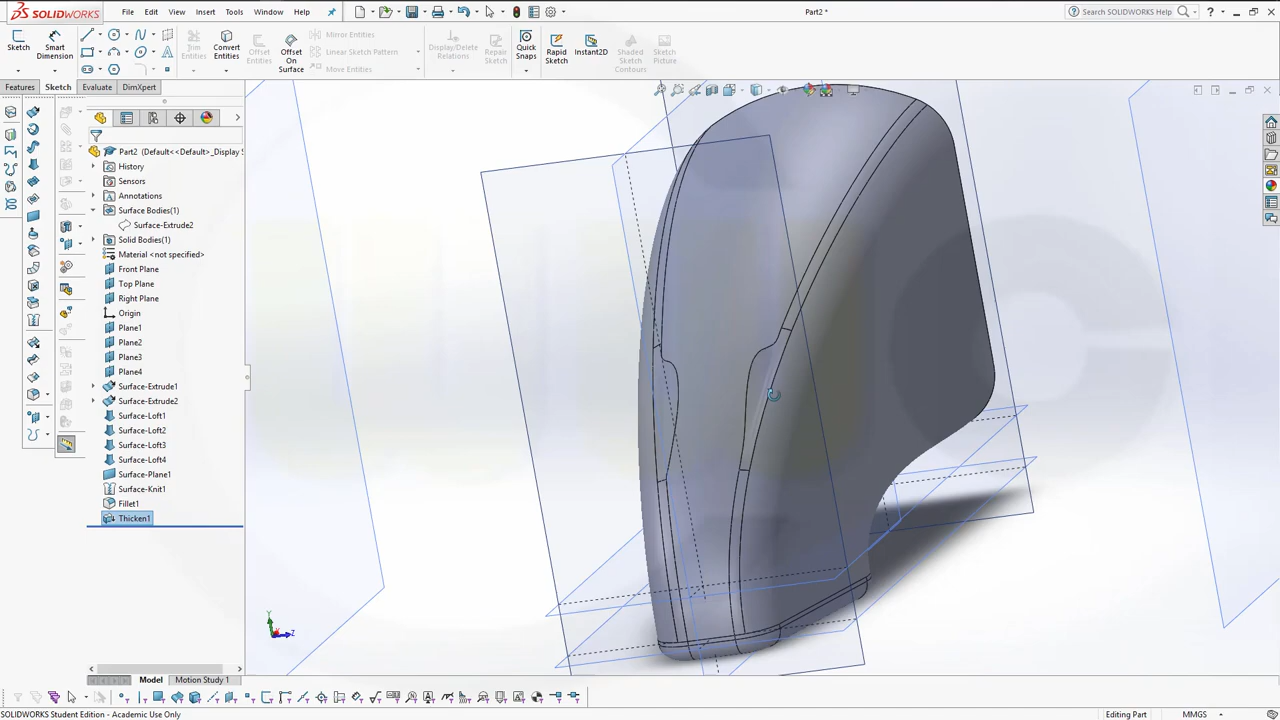 SOLIDWORKS File Edit View Insert Tools Window Help Part2 * Search SOLIDWORKS Help
Sketch Smart Dimension Trim Entities Convert Entities Offset Entities Offset On Surface Mirror Entities Linear Sketch Pattern Move Entities Display/Delete Relations Repair Sketch Quick Snaps Rapid Sketch Instant2D Shaded Sketch Contours Sketch Picture
Features Sketch Evaluate DimXpert
Part2 (Default<<Default>_Display S
History
Sensors
Annotations
Surface Bodies(1)
Surface-Extrude2
Solid Bodies(1)
Material <not specified>
Front Plane
Top Plane
Right Plane
Origin
Plane1
Plane2
Plane3
Plane4
Surface-Extrude1
Surface-Extrude2
Surface-Loft1
Surface-Loft2
Surface-Loft3
Surface-Loft4
Surface-Plane1
Surface-Knit1
Fillet1
Thicken1
Y
Z
Model Motion Study 1
SOLIDWORKS Student Edition - Academic Use Only Editing Part MMGS